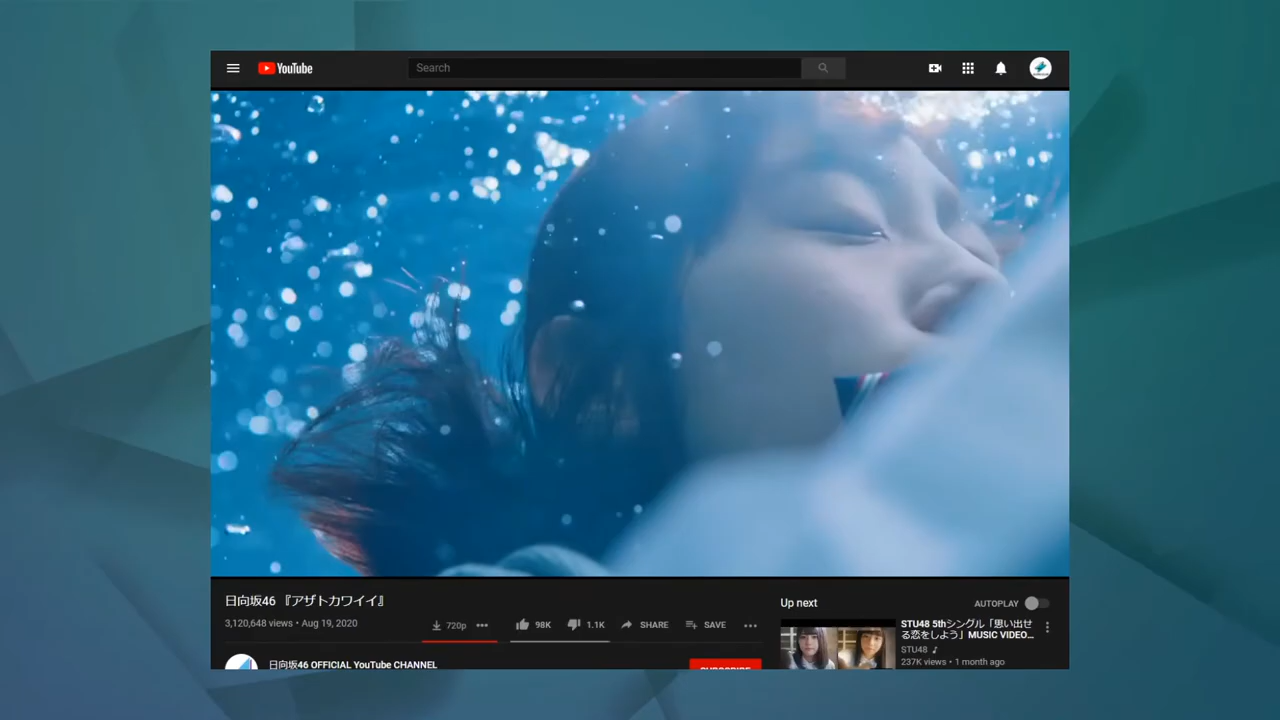 YouTube
Search
日向坂46 『アザトカワイイ』
3,120,648 views • Aug 19, 2020
720p
98K
1.1K
SHARE
SAVE
日向坂46 OFFICIAL YouTube CHANNEL
SUBSCRIBE
Up next
AUTOPLAY
STU48 5thシングル「思い出せ
る恋をしよう」MUSIC VIDEO...
STU48
237K views • 1 month ago